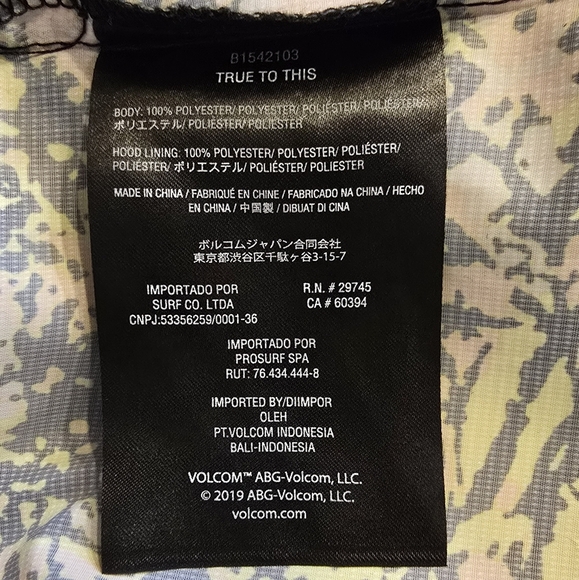 B1542103
TRUE TO THIS
BODY: 100% POLYESTER/ POLYESTER/ POLIÉSTER/ POLYESTER/
ポリエステル/ POLIÉSTER/ POLIESTER
HOOD LINING: 100% POLYESTER/ POLYESTER/ POLIÉSTER/
POLIÉSTER/ ポリエステル/ POLIÉSTER/ POLIESTER
MADE IN CHINA / FABRIQUÉ EN CHINE / FABRICADO NA CHINA / HECHO
EN CHINA / 中国製 / DIBUAT DI CINA
ボルコムジャパン合同会社
東京都渋谷区千駄ヶ谷3-15-7
IMPORTADO POR
SURF CO. LTDA
CNPJ:53356259/0001-36
R.N. # 29745
CA # 60394
IMPORTADO POR
PROSURF SPA
RUT: 76.434.444-8
IMPORTED BY/DIIMPOR
OLEH
PT.VOLCOM INDONESIA
BALI-INDONESIA
VOLCOM™ ABG-Volcom, LLC.
© 2019 ABG-Volcom, LLC.
volcom.com